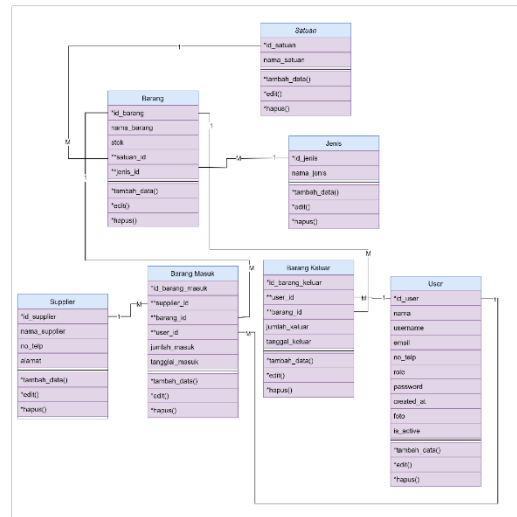 Satuan
*id_satuan
nama_satuan
*tambah_data()
*edit()
*hapus()
1
Barang
*id_barang
nama_barang
stok
**satuan_id
**jenis_id
*tambah_data()
*edit()
*hapus()
1
M
1
M
1
Jenis
*id_jenis
nama_jenis
*tambah_data()
*edit()
*hapus()
Supplier
*id_supplier
nama_supplier
no_telp
alamat
*tambah_data()
*edit()
*hapus()
1
M
Barang Masuk
*id_barang_masuk
**supplier_id
**barang_id
**user_id
jumlah_masuk
tanggal_masuk
*tambah_data()
*edit()
*hapus()
M
M
Barang Keluar
*id_barang_keluar
**user_id
**barang_id
jumlah_keluar
tanggal_keluar
*tambah_data()
*edit()
*hapus()
M
M
1
User
*id_user
nama
username
email
no_telp
role
password
created_at
foto
is_active
*tambah_data()
*edit()
*hapus()
1